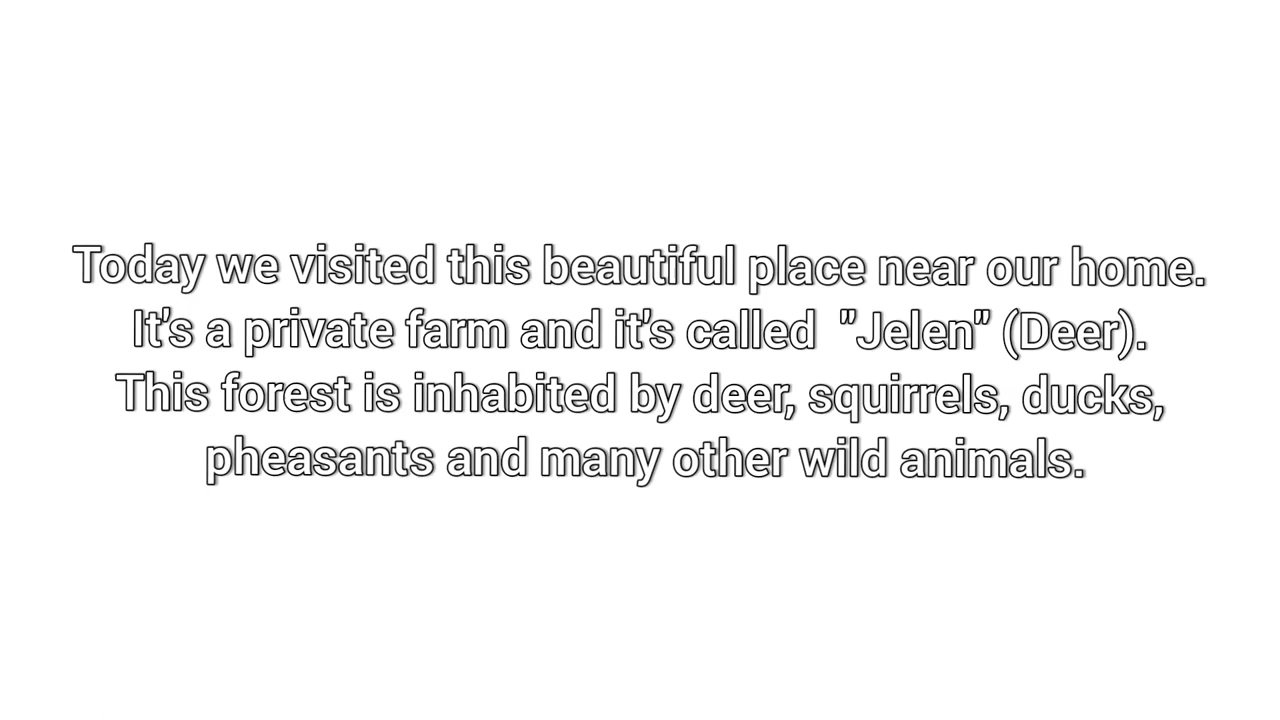 Today we visited this beautiful place near our home.
It's a private farm and it's called  "Jelen" (Deer).
This forest is inhabited by deer, squirrels, ducks,
pheasants and many other wild animals.